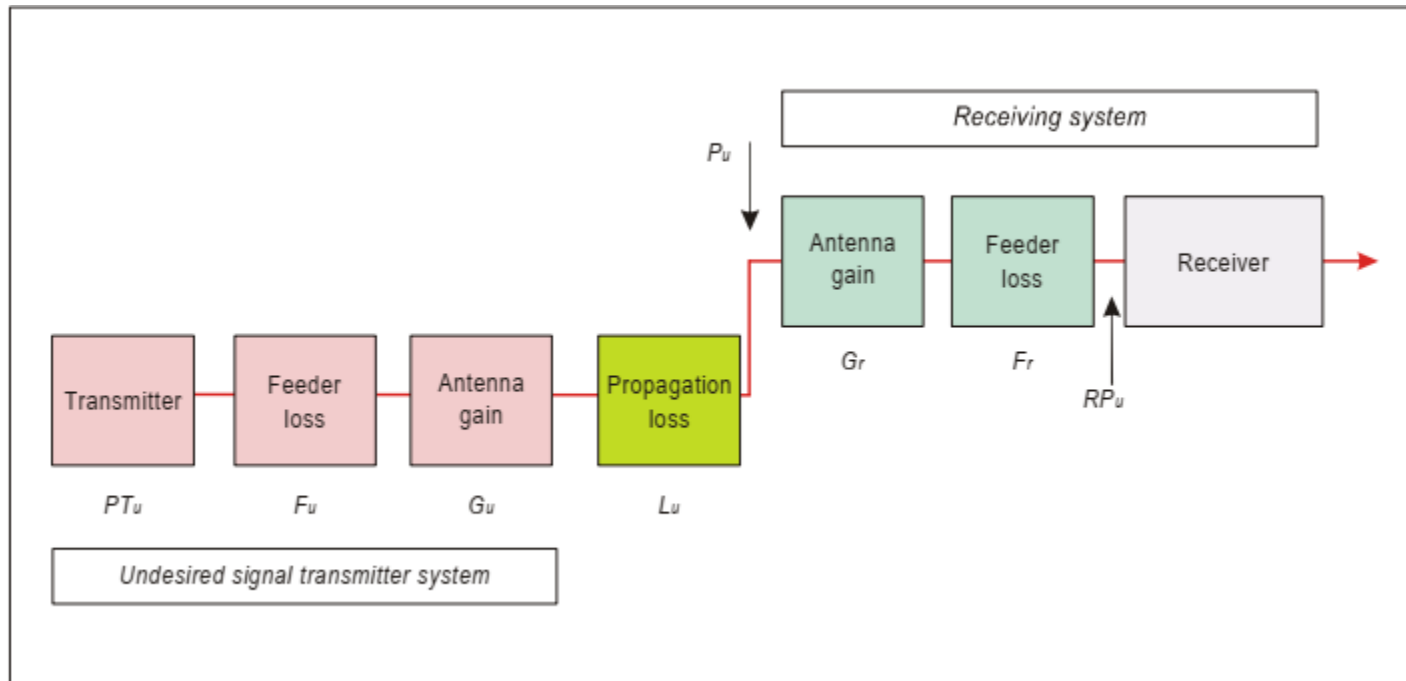 Receiving system
Pu
Antenna
gain
Feeder
loss
Receiver
Gr
Fr
RPu
Transmitter
Feeder
loss
Antenna
gain
Propagation
loss
PTu
Fu
Gu
Lu
Undesired signal transmitter system